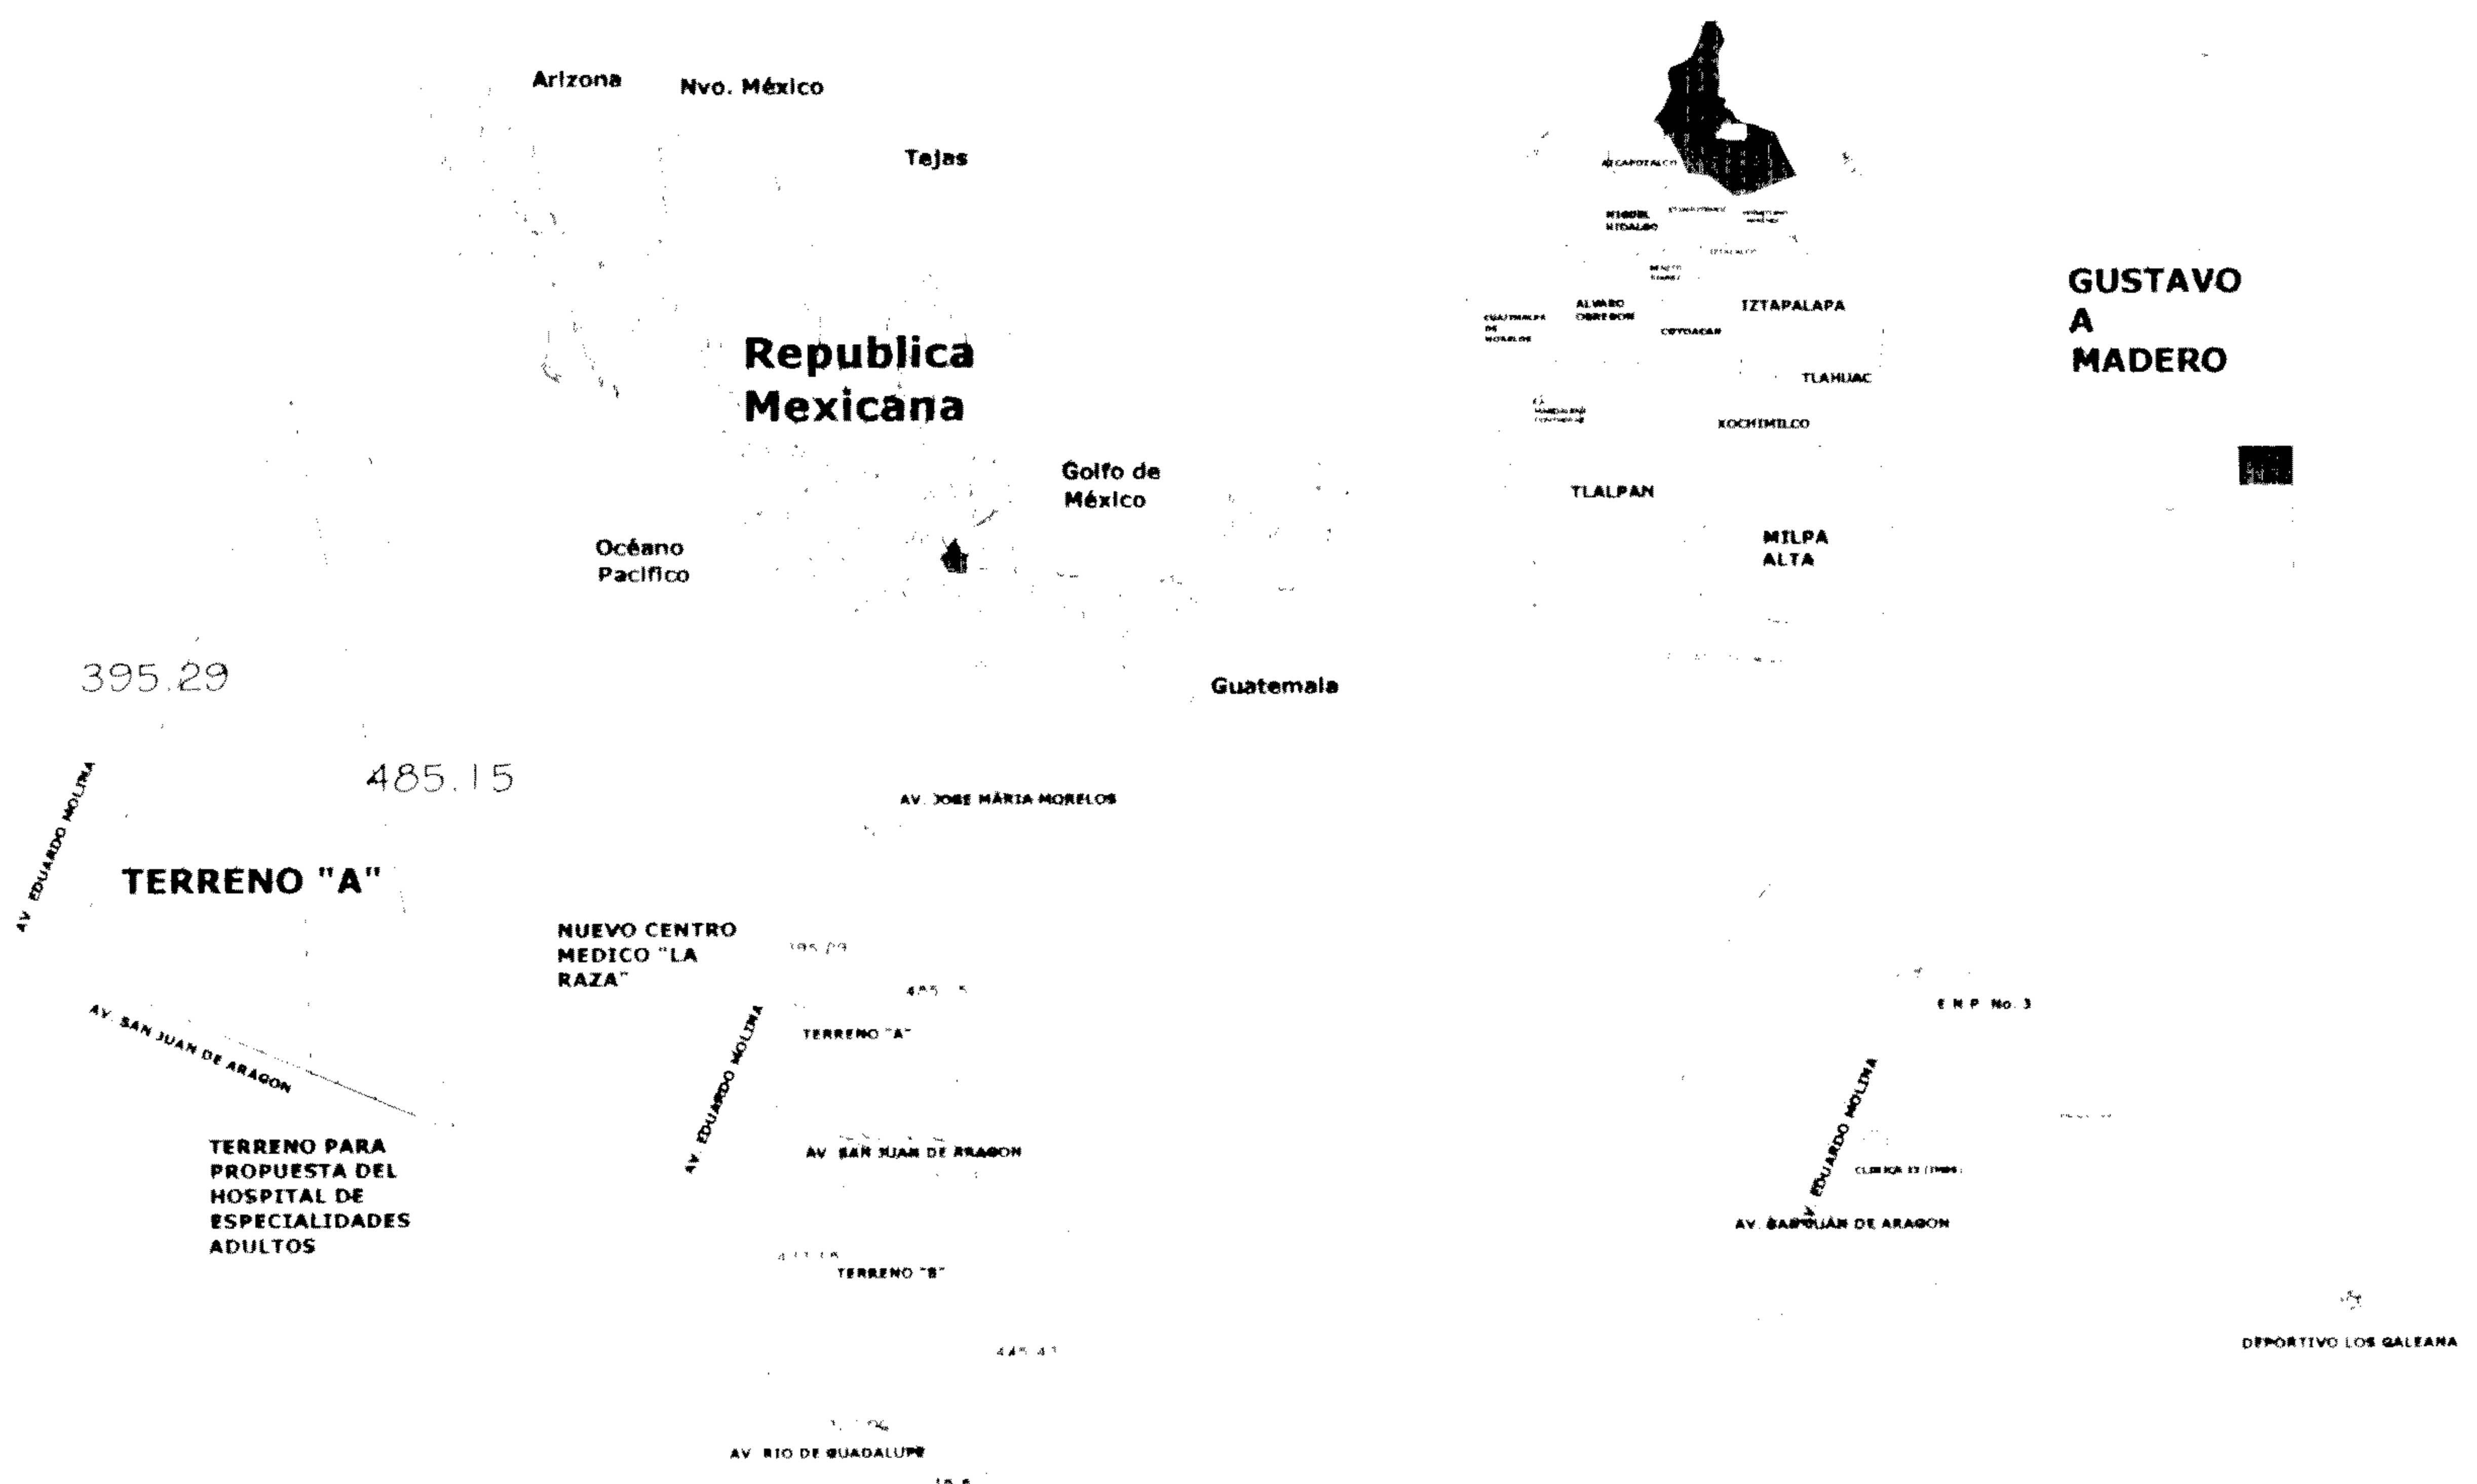 Arizona
Nvo. México
Tejas
Republica
Mexicana
Golfo de
México
Océano
Pacifico
Guatemala
AZCAPOTZALCO
MIGUEL
HIDALGO
ALVARO
OBREGON
IZTAPALAPA
COYOACAN
TLAHUAC
XOCHIMILCO
TLALPAN
MILPA
ALTA
GUSTAVO
A
MADERO
395.29
485.15
AV. EDUARDO MOLINA
TERRENO "A"
AV. SAN JUAN DE ARAGON
TERRENO PARA
PROPUESTA DEL
HOSPITAL DE
ESPECIALIDADES
ADULTOS
AV. JOSE MARIA MORELOS
NUEVO CENTRO
MEDICO "LA
RAZA"
395.29
AV. EDUARDO MOLINA
TERRENO "A"
AV. SAN JUAN DE ARAGON
TERRENO "B"
AV. RIO DE GUADALUPE
E N P No. 3
EDUARDO MOLINA
AV. SAN JUAN DE ARAGON
DEPORTIVO LOS GALEANA